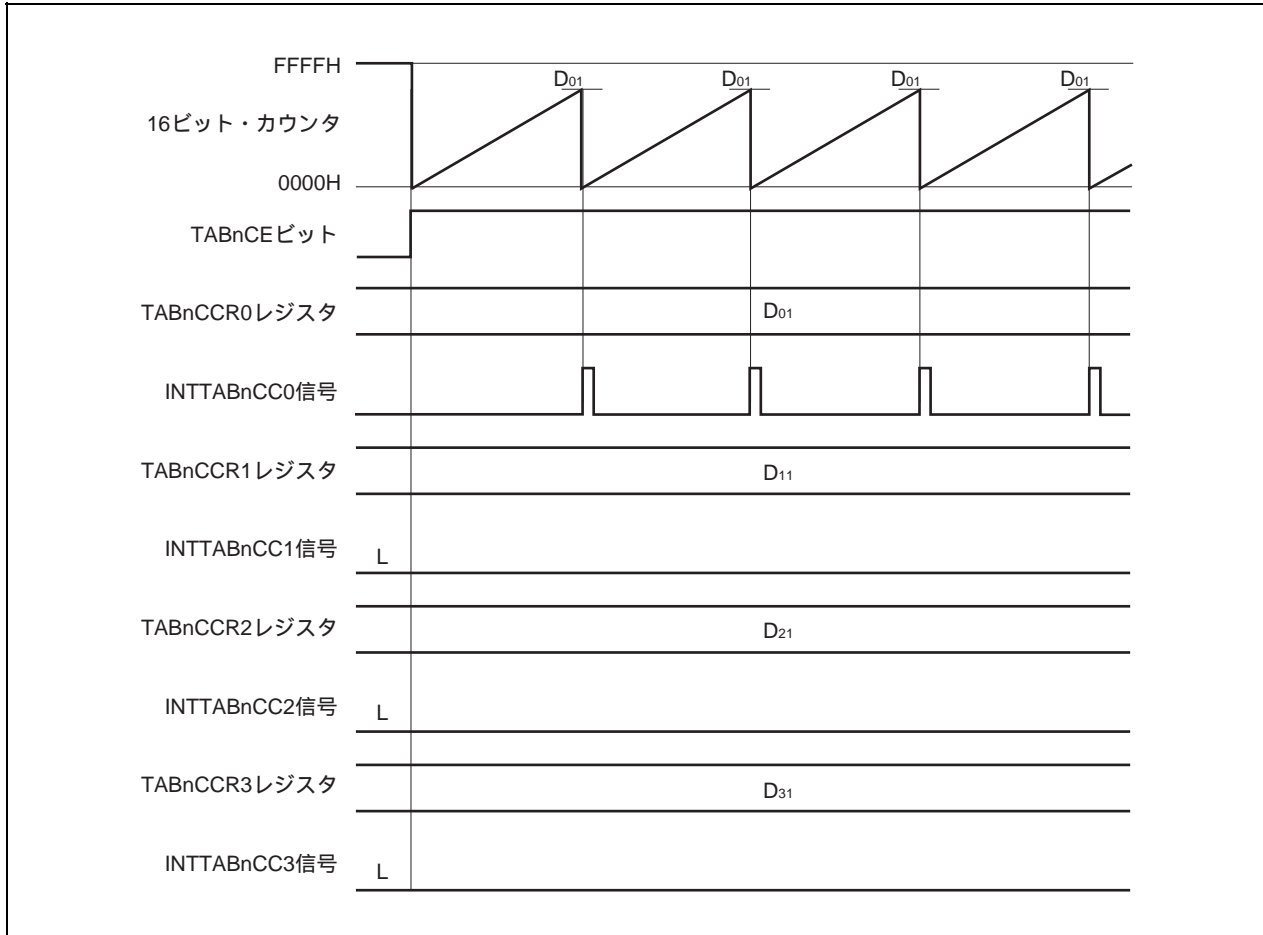 FFFFH
D01 D01 D01 D01
16ビット・カウンタ
0000H
TABnCEビット
TABnCCR0レジスタ D01
INTTABnCC0信号
TABnCCR1レジスタ D11
INTTABnCC1信号 L
TABnCCR2レジスタ D21
INTTABnCC2信号 L
TABnCCR3レジスタ D31
INTTABnCC3信号 L